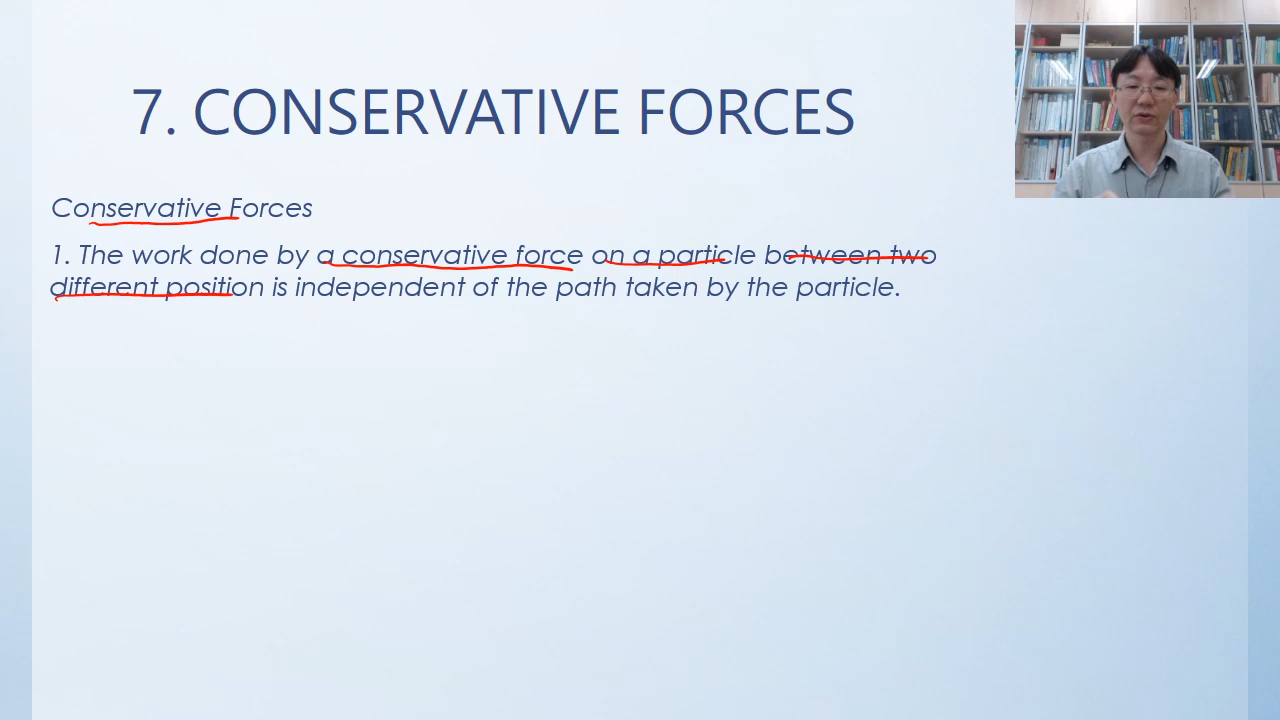 7. CONSERVATIVE FORCES
Conservative Forces
1. The work done by a conservative force on a particle between two
different position is independent of the path taken by the particle.